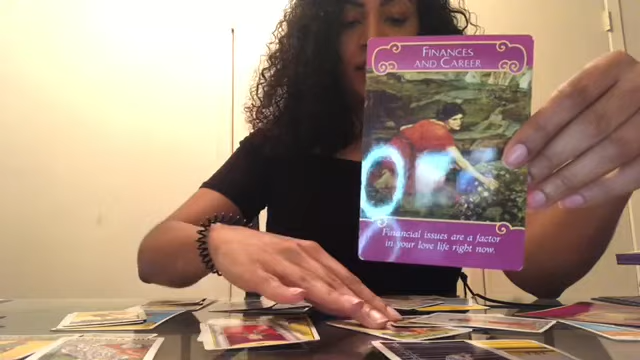 FINANCES
AND CAREER
Financial issues are a factor
in your love life right now.